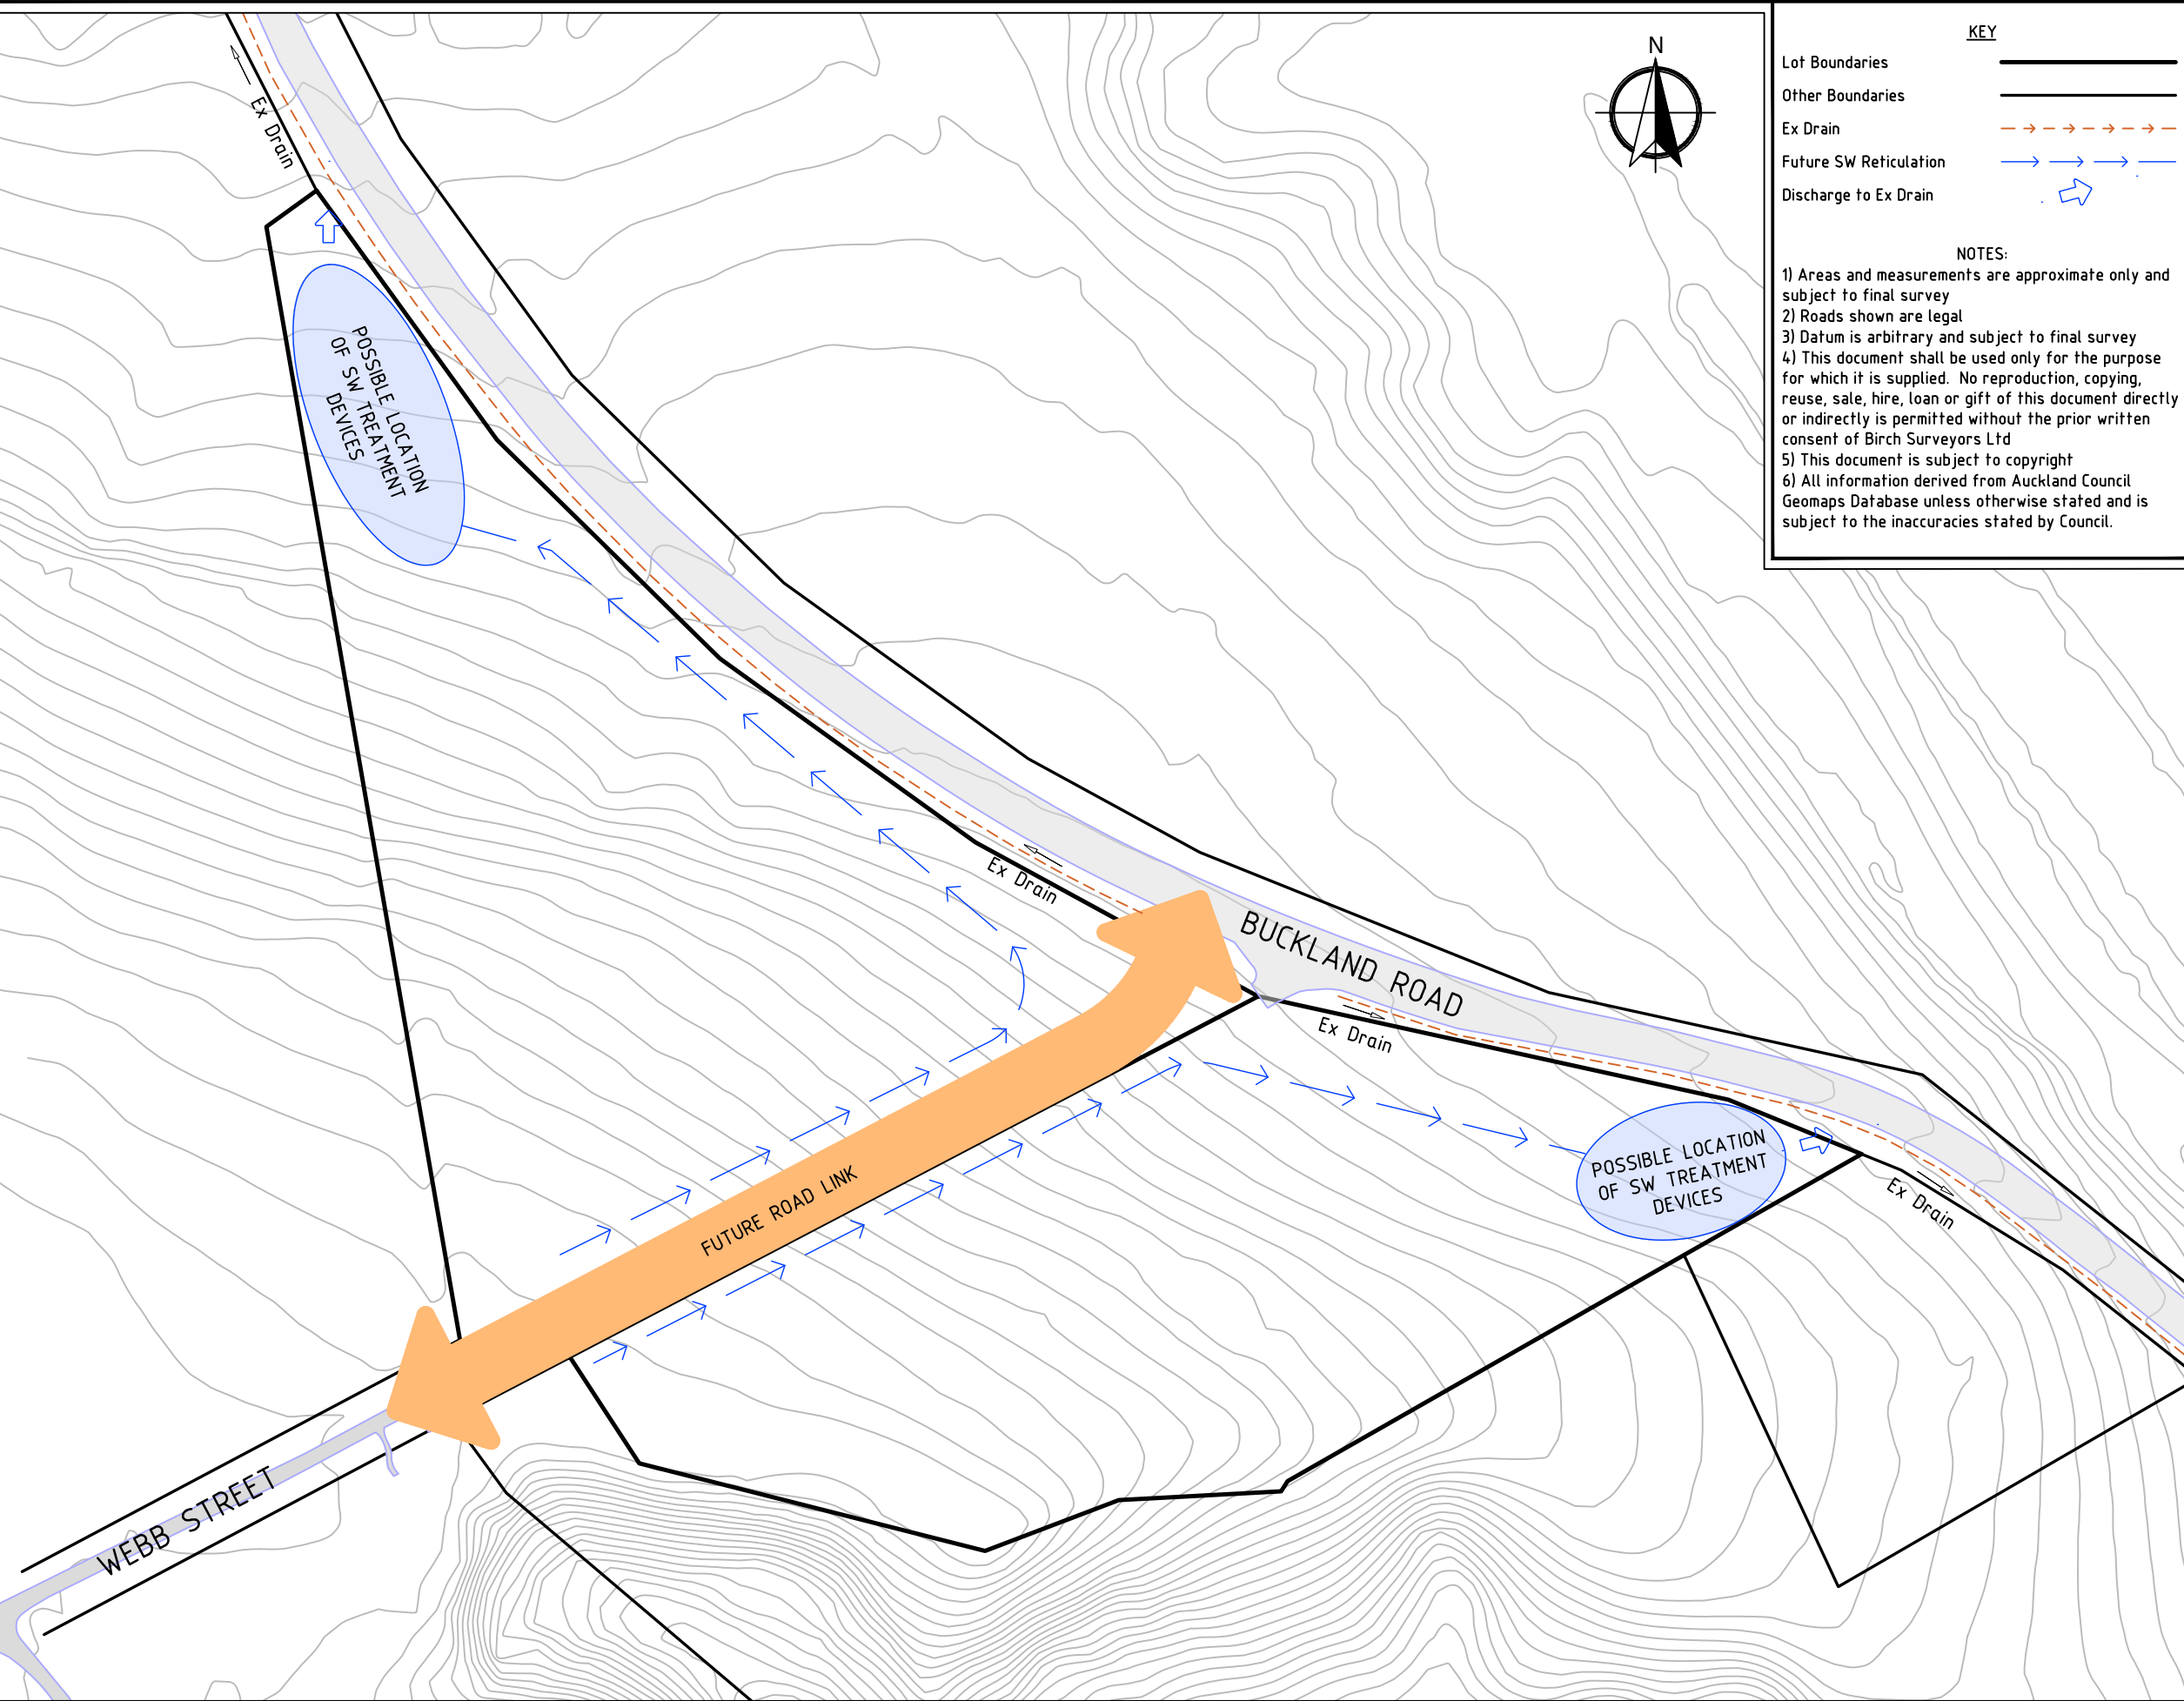 KEY
Lot Boundaries
Other Boundaries
Ex Drain
Future SW Reticulation
Discharge to Ex Drain
NOTES:
1) Areas and measurements are approximate only and
subject to final survey
2) Roads shown are legal
3) Datum is arbitrary and subject to final survey
4) This document shall be used only for the purpose
for which it is supplied. No reproduction, copying,
reuse, sale, hire, loan or gift of this document directly
or indirectly is permitted without the prior written
consent of Birch Surveyors Ltd
5) This document is subject to copyright
6) All information derived from Auckland Council
Geomaps Database unless otherwise stated and is
subject to the inaccuracies stated by Council.
N
Ex Drain
POSSIBLE LOCATION
OF SW TREATMENT
DEVICES
Ex Drain
BUCKLAND ROAD
Ex Drain
POSSIBLE LOCATION
OF SW TREATMENT
DEVICES
Ex Drain
FUTURE ROAD LINK
WEBB STREET